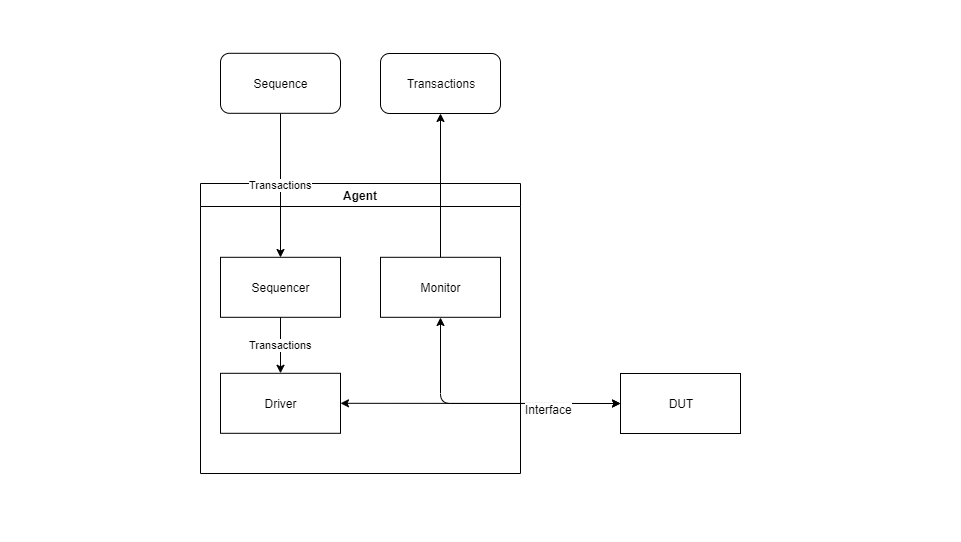 Sequence
Transactions
Transactions
Agent
Sequencer
Monitor
Transactions
Driver
Interface
DUT